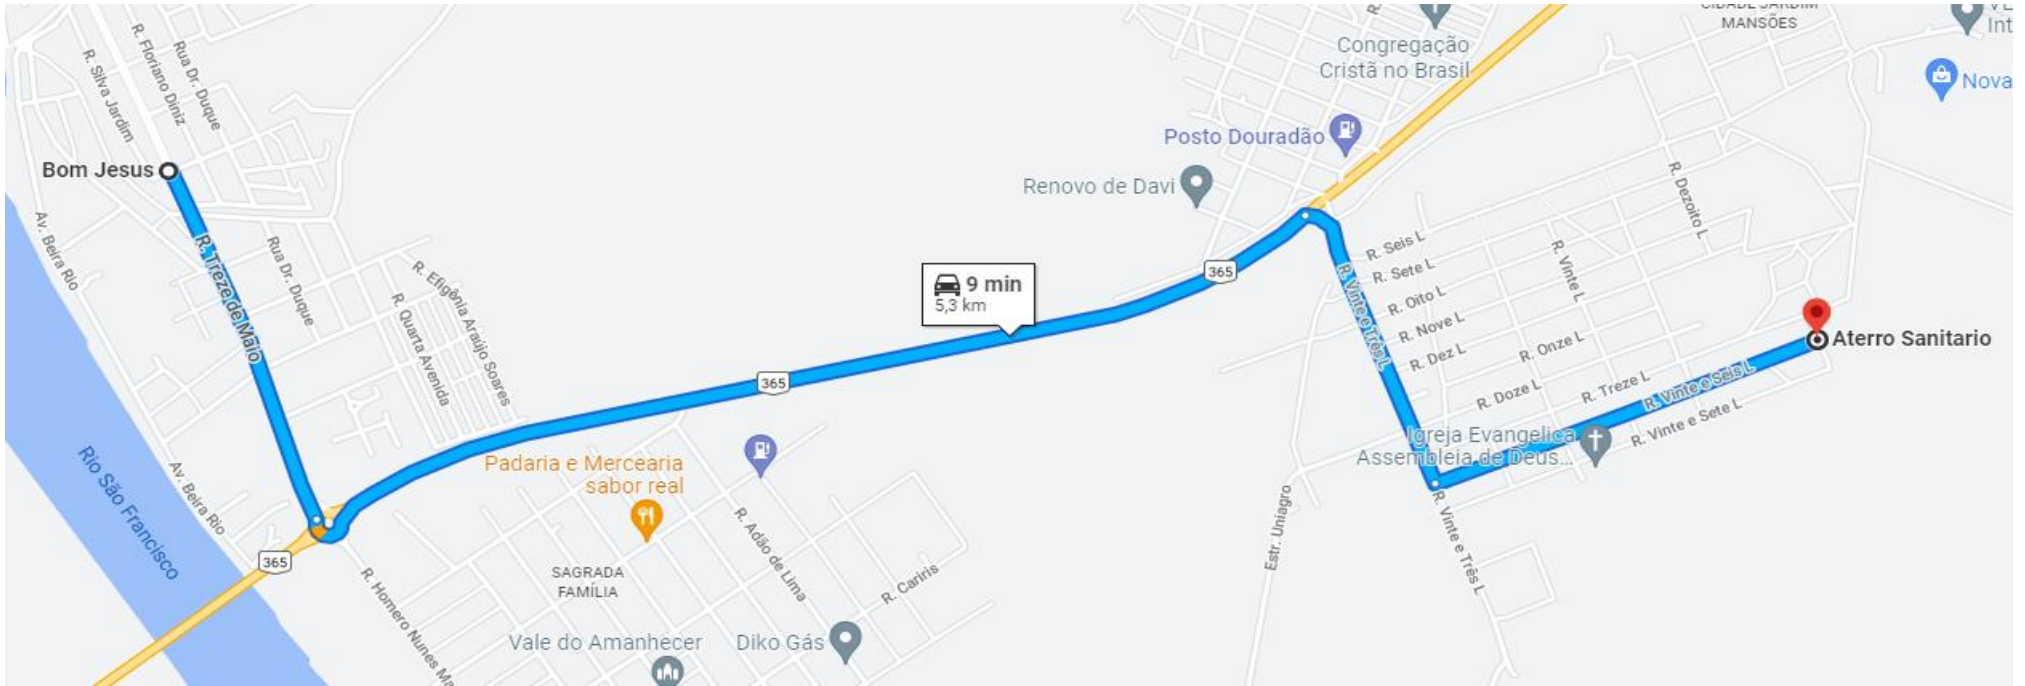 R. Floriano Diniz
Rua Dr. Duque
R. Silva Jardim
Bom Jesus
Av. Beira Rio
R. Treze de Maio
Rua Dr. Duque
R. Efigênia Araújo Soares
R. Quarta Avenida
Rio São Francisco
Av. Beira Rio
365
R. Homero Nunes
Padaria e Mercearia
sabor real
SAGRADA
FAMÍLIA
R. Adão de Lima
R. Cariris
Vale do Amanhecer
Diko Gás
365
9 min
5,3 km
365
Renovo de Davi
Posto Douradão
Congregação
Cristã no Brasil
MANSÕES
Int
Nova
R. Dezoito L
R. Seis L
R. Sete L
R. Oito L
R. Nove L
R. Dez L
R. Vinte L
R. Onze L
R. Doze L
R. Treze L
R. Vinte e Três L
R. Vinte e Seis L
R. Vinte e Sete L
Aterro Sanitario
Igreja Evangelica
Assembleia de Deus...
R. Vinte e Três L
Estr. Uniagro